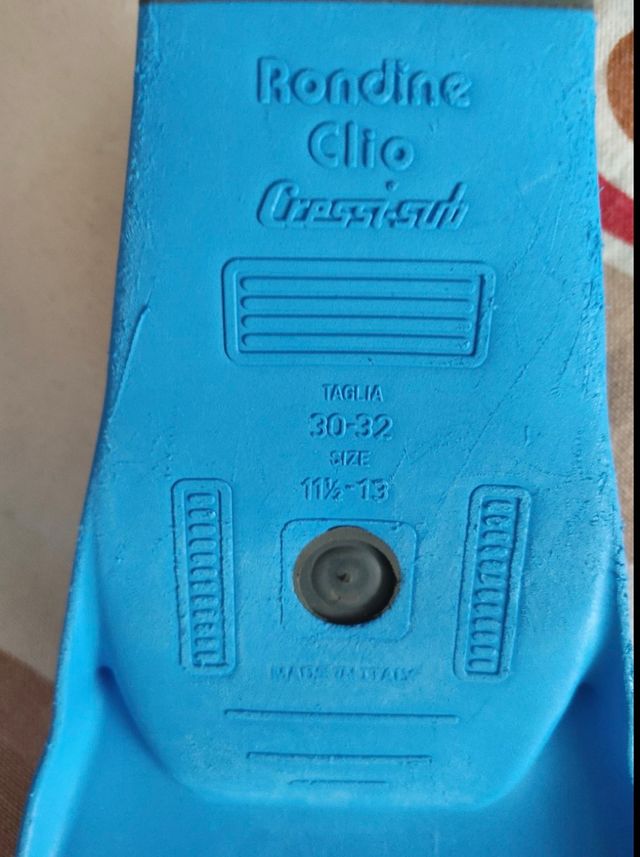 Rondine
Clio
Cressi-sub
TAGLIA
30-32
SIZE
11½-13
MADE IN ITALY